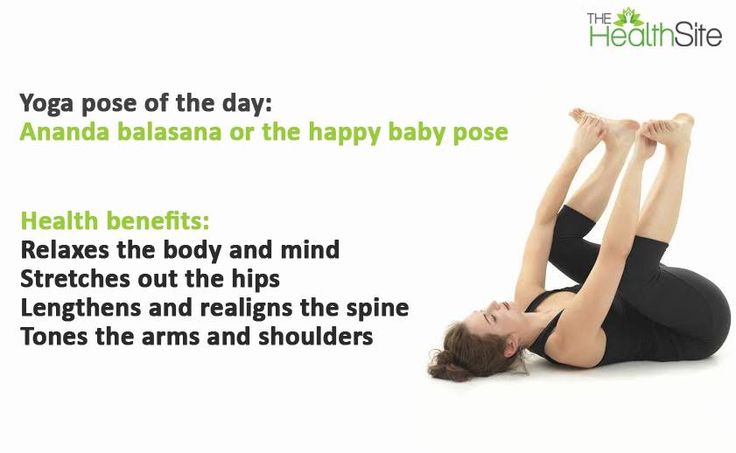 THE
HealthSite
Yoga pose of the day:
Ananda balasana or the happy baby pose
Health benefits:
Relaxes the body and mind
Stretches out the hips
Lengthens and realigns the spine
Tones the arms and shoulders